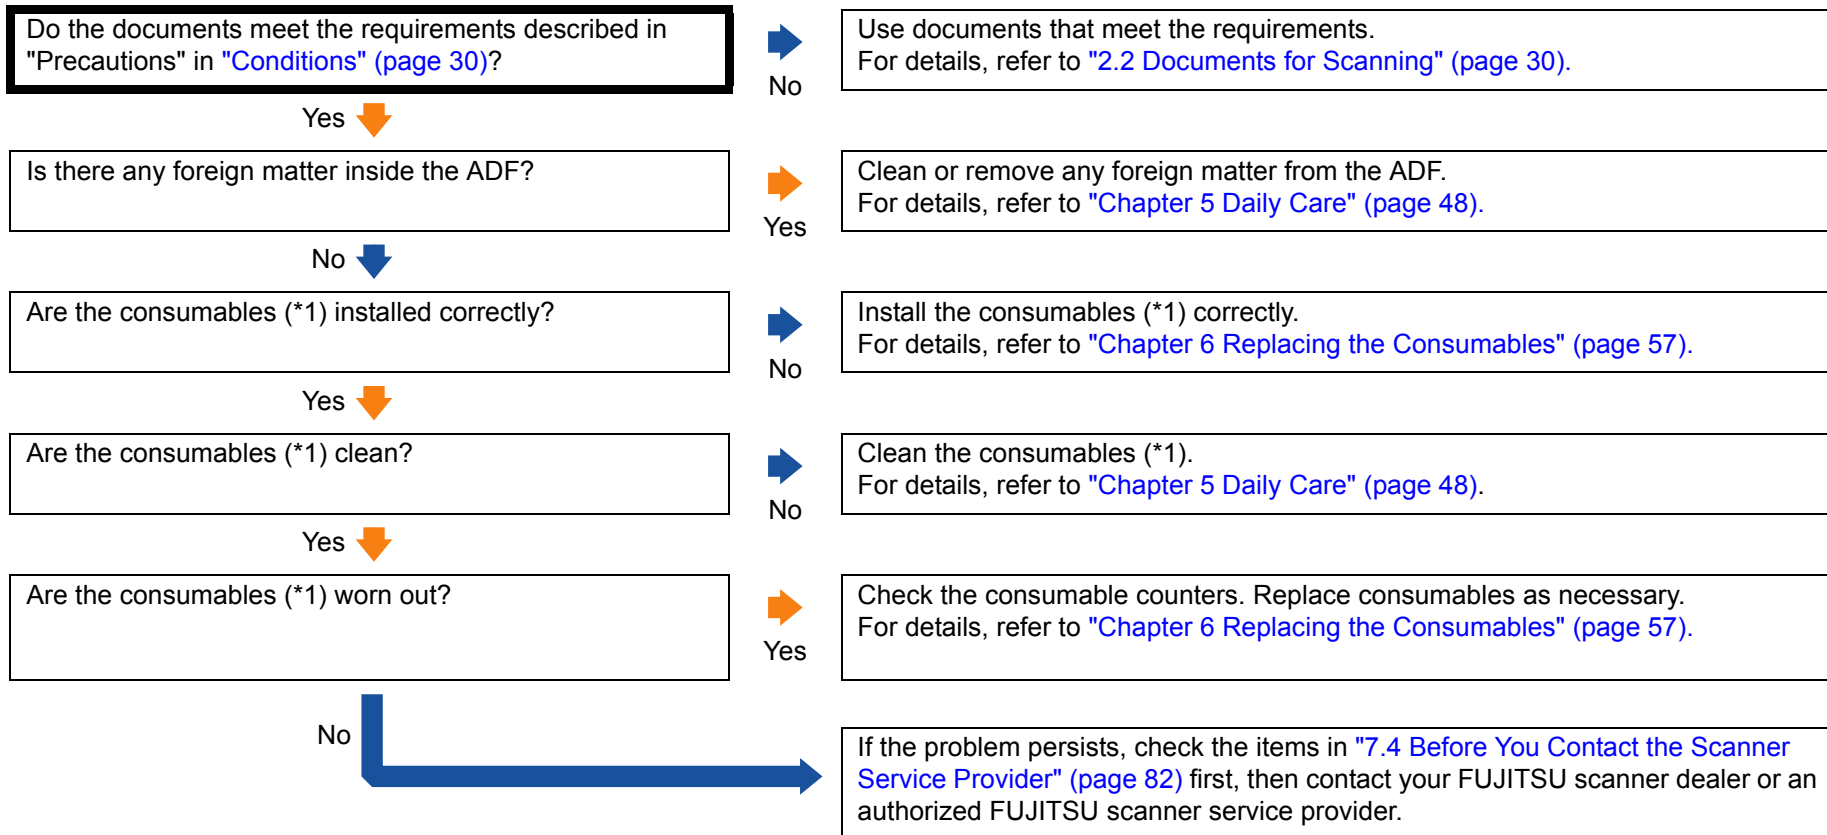 Do the documents meet the requirements described in
"Precautions" in "Conditions" (page 30)?
No
Use documents that meet the requirements.
For details, refer to "2.2 Documents for Scanning" (page 30).
Yes
Is there any foreign matter inside the ADF?
Yes
Clean or remove any foreign matter from the ADF.
For details, refer to "Chapter 5 Daily Care" (page 48).
No
Are the consumables (*1) installed correctly?
No
Install the consumables (*1) correctly.
For details, refer to "Chapter 6 Replacing the Consumables" (page 57).
Yes
Are the consumables (*1) clean?
No
Clean the consumables (*1).
For details, refer to "Chapter 5 Daily Care" (page 48).
Yes
Are the consumables (*1) worn out?
Yes
Check the consumable counters. Replace consumables as necessary.
For details, refer to "Chapter 6 Replacing the Consumables" (page 57).
No
If the problem persists, check the items in "7.4 Before You Contact the Scanner
Service Provider" (page 82) first, then contact your FUJITSU scanner dealer or an
authorized FUJITSU scanner service provider.